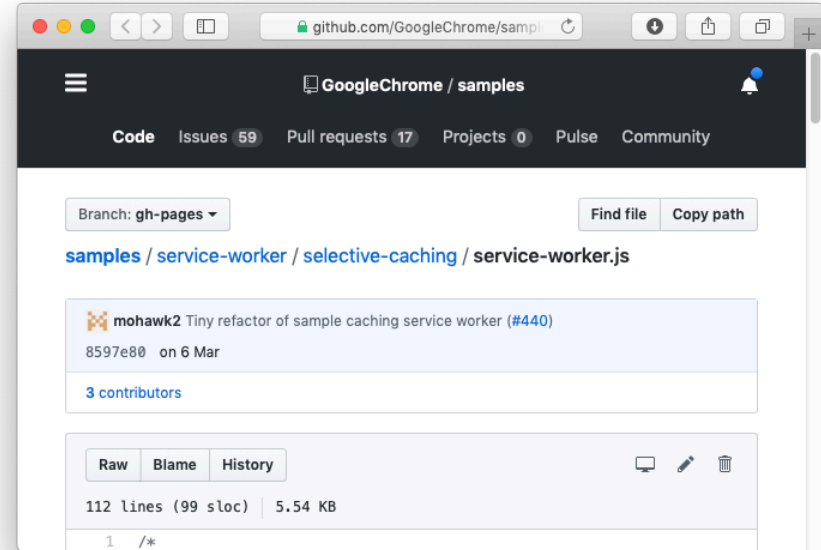 github.com/GoogleChrome/sampl
GoogleChrome / samples
Code Issues 59 Pull requests 17 Projects 0 Pulse Community
Branch: gh-pages Find file Copy path
samples / service-worker / selective-caching / service-worker.js
mohawk2 Tiny refactor of sample caching service worker (#440)
8597e80 on 6 Mar
3 contributors
Raw Blame History
112 lines (99 sloc) 5.54 KB
1 /*